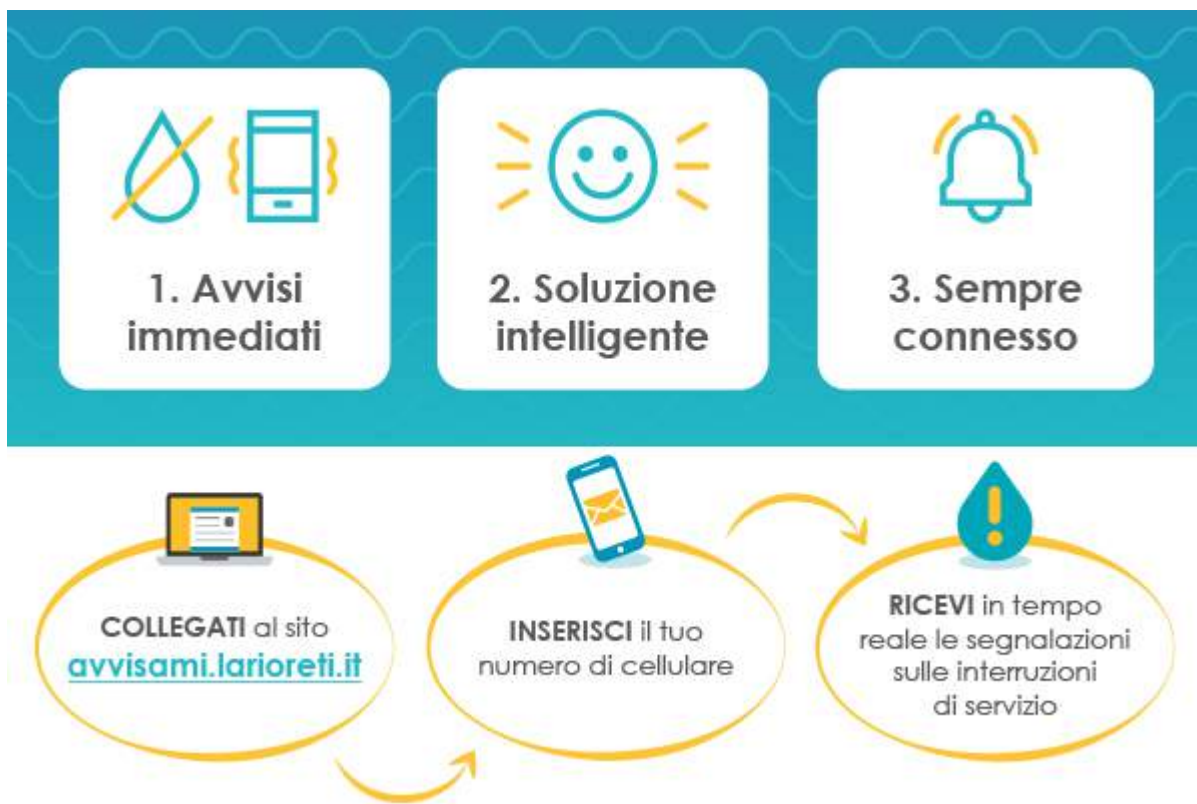 1. Avvisi
immediati
2. Soluzione
intelligente
3. Sempre
connesso
COLLEGATI al sito
avvisami.larioreti.it
INSERISCI il tuo
numero di cellulare
RICEVI in tempo
reale le segnalazioni
sulle interruzioni
di servizio